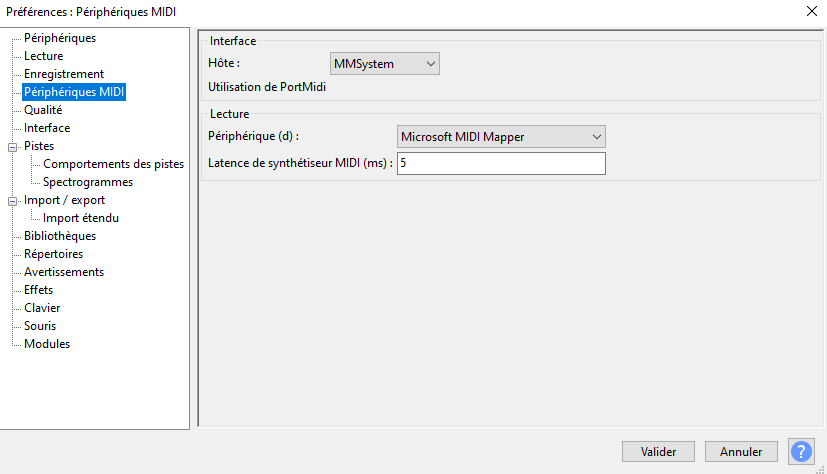 Préférences : Périphériques MIDI
Périphériques
Lecture
Enregistrement
Périphériques MIDI
Qualité
Interface
Pistes
Comportements des pistes
Spectrogrammes
Import / export
Import étendu
Bibliothèques
Répertoires
Avertissements
Effets
Clavier
Souris
Modules
Interface
Hôte : MMSystem
Utilisation de PortMidi
Lecture
Périphérique (d) : Microsoft MIDI Mapper
Latence de synthétiseur MIDI (ms) : 5
Valider Annuler ?